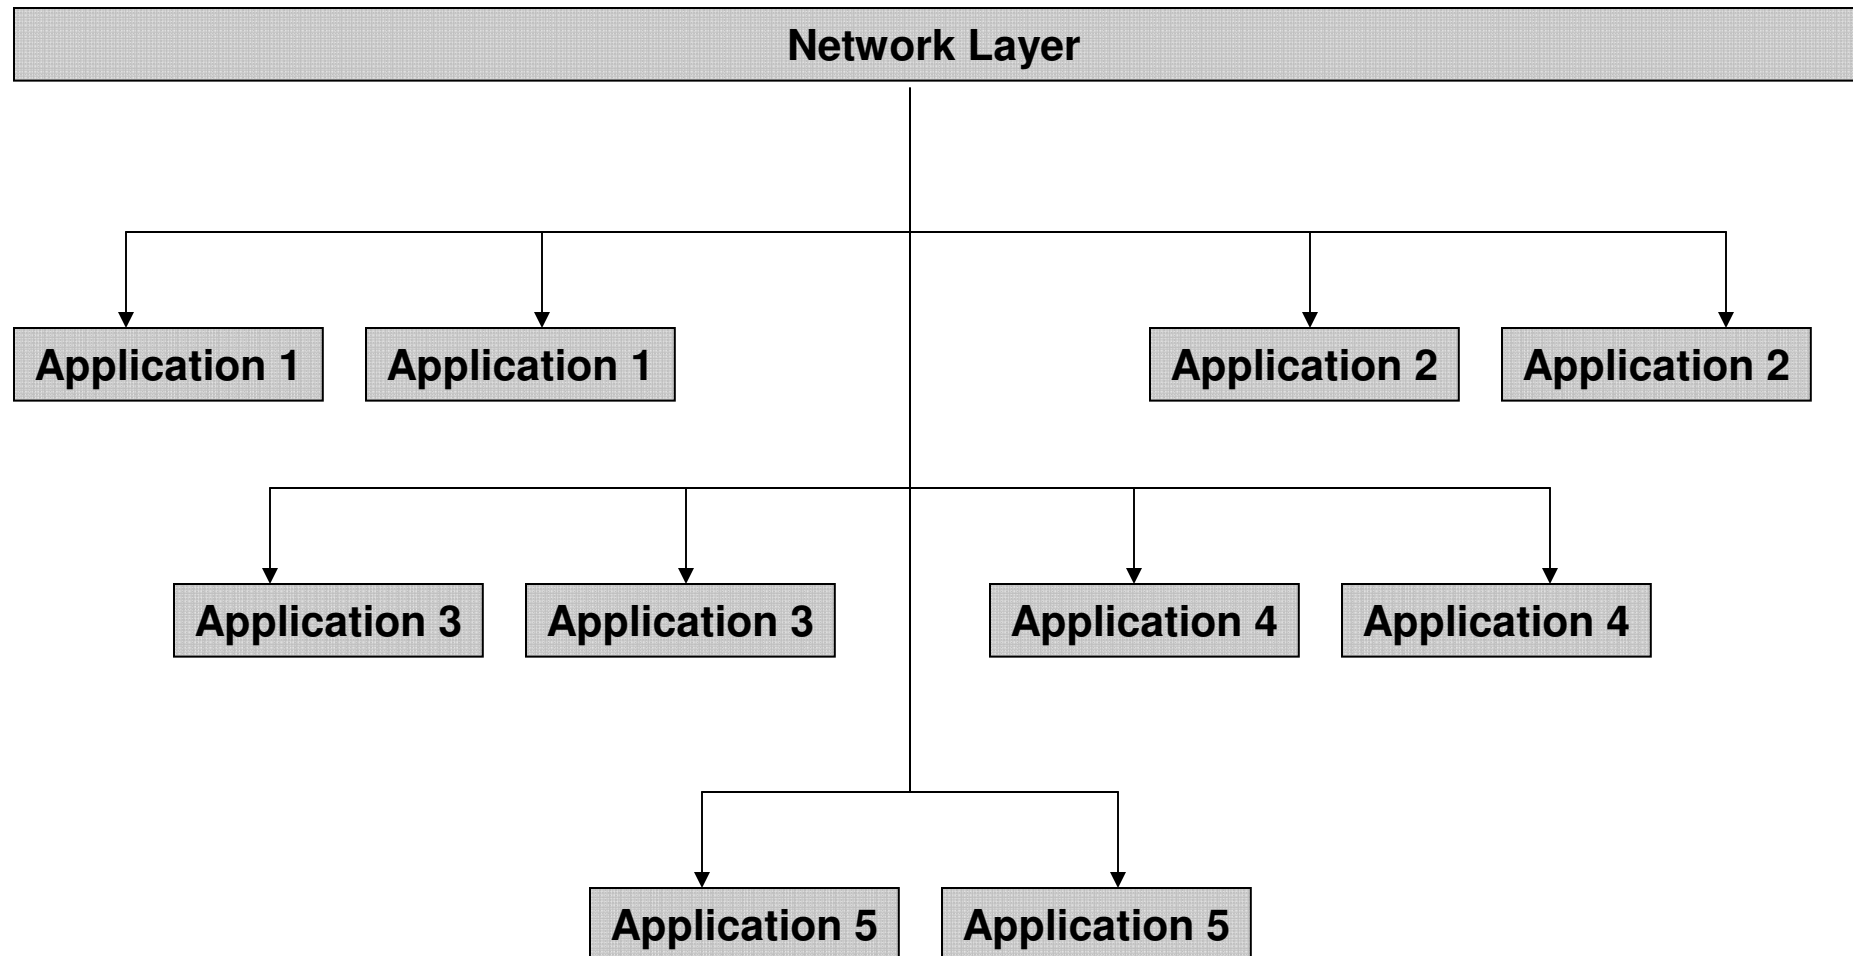 Network Layer
Application 1 Application 1 Application 2 Application 2
Application 3 Application 3 Application 4 Application 4
Application 5 Application 5